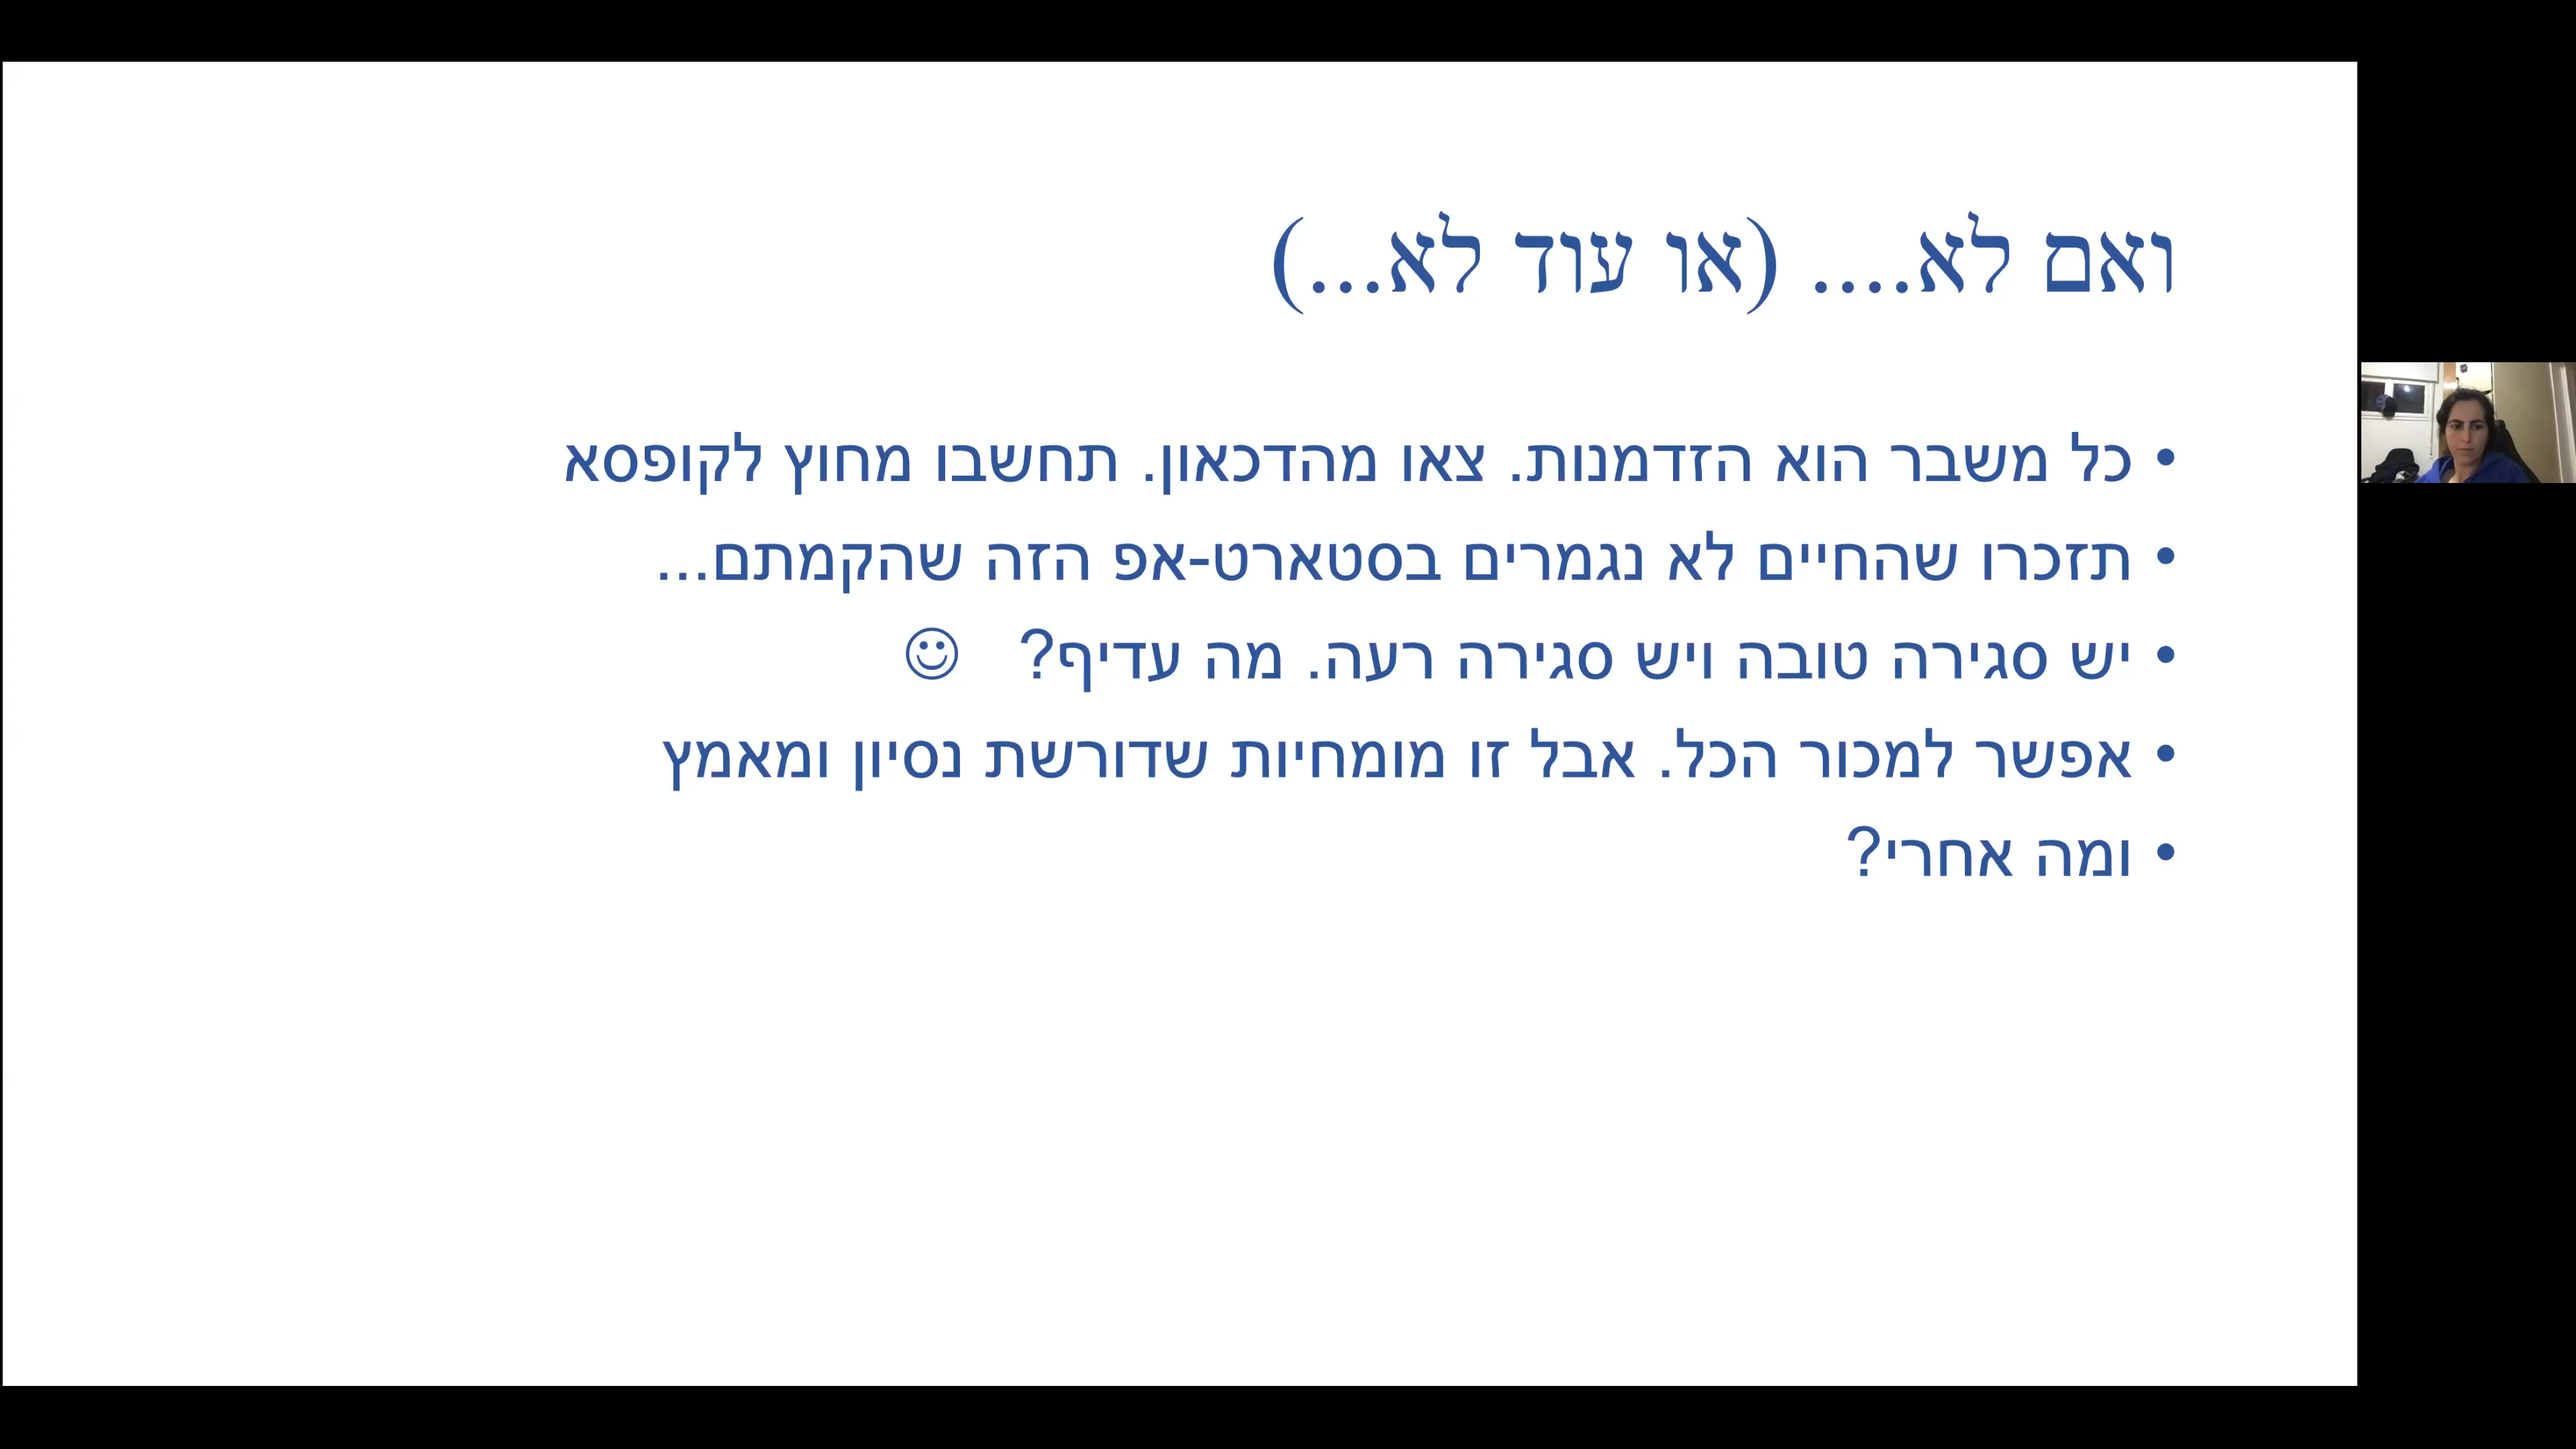 ואם לא.... (או עוד לא...)
• כל משבר הוא הזדמנות. צאו מהדכאון. תחשבו מחוץ לקופסא
• תזכרו שהחיים לא נגמרים בסטארט-אפ הזה שהקמתם...
• יש סגירה טובה ויש סגירה רעה. מה עדיף? ☺
• אפשר למכור הכל. אבל זו מומחיות שדורשת נסיון ומאמץ
• ומה אחרי?